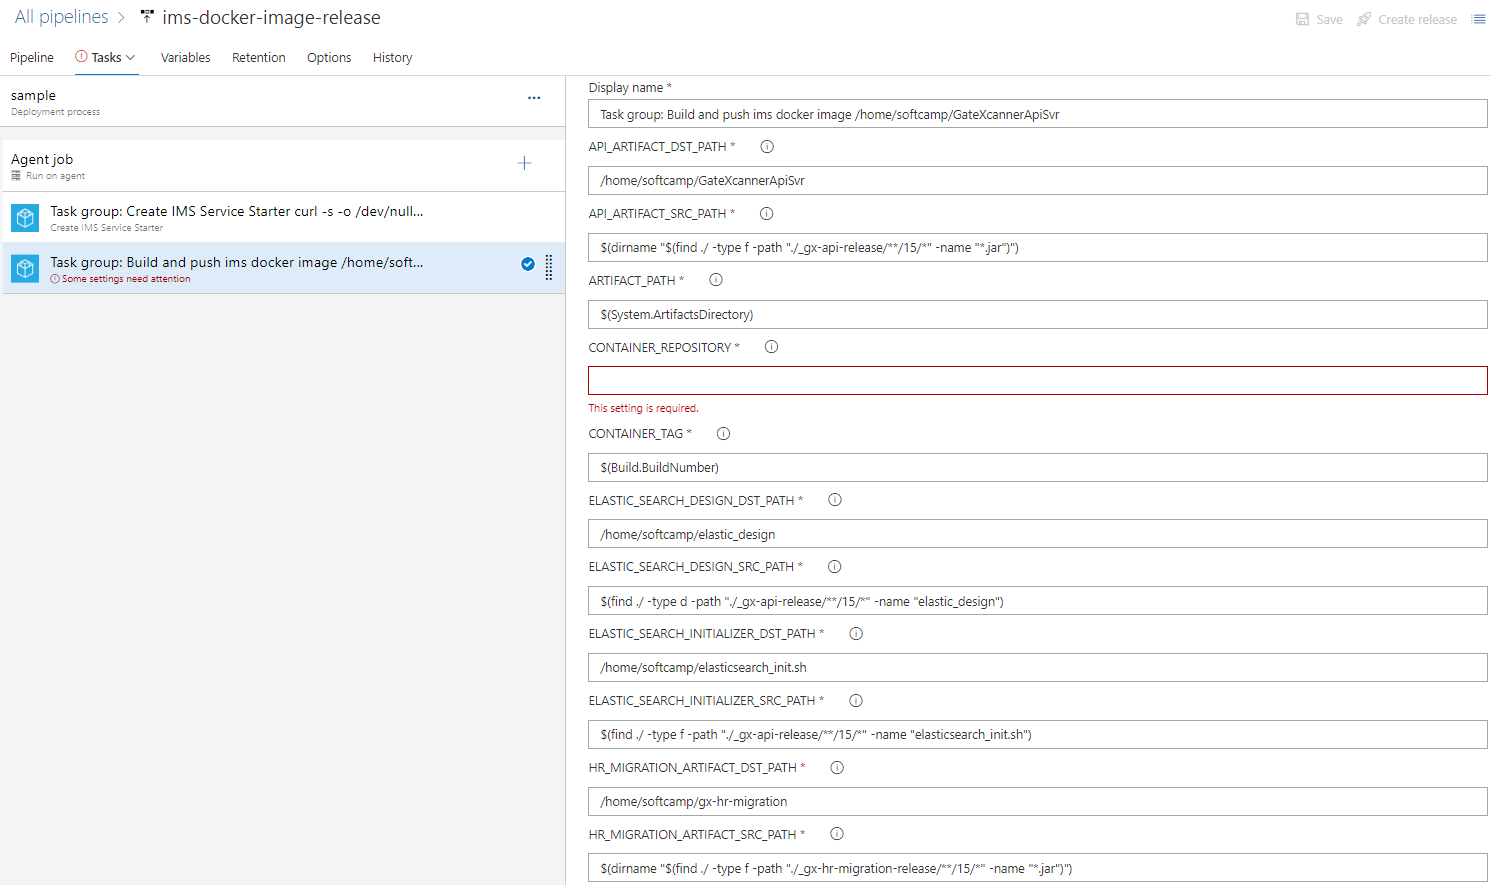 All pipelines > ims-docker-image-release
Save Create release
Pipeline Tasks Variables Retention Options History
sample
Deployment process
Agent job
Run on agent
Task group: Create IMS Service Starter curl -s -o /dev/null...
Create IMS Service Starter
Task group: Build and push ims docker image /home/soft...
Some settings need attention
Display name *
Task group: Build and push ims docker image /home/softcamp/GateXcannerApiSvr
API_ARTIFACT_DST_PATH *
/home/softcamp/GateXcannerApiSvr
API_ARTIFACT_SRC_PATH *
$(dirname "$(find ./ -type f -path "./_gx-api-release/**/15/*" -name "*.jar")")
ARTIFACT_PATH *
$(System.ArtifactsDirectory)
CONTAINER_REPOSITORY *
This setting is required.
CONTAINER_TAG *
$(Build.BuildNumber)
ELASTIC_SEARCH_DESIGN_DST_PATH *
/home/softcamp/elastic_design
ELASTIC_SEARCH_DESIGN_SRC_PATH *
$(find ./ -type d -path "./_gx-api-release/**/15/*" -name "elastic_design")
ELASTIC_SEARCH_INITIALIZER_DST_PATH *
/home/softcamp/elasticsearch_init.sh
ELASTIC_SEARCH_INITIALIZER_SRC_PATH *
$(find ./ -type f -path "./_gx-api-release/**/15/*" -name "elasticsearch_init.sh")
HR_MIGRATION_ARTIFACT_DST_PATH *
/home/softcamp/gx-hr-migration
HR_MIGRATION_ARTIFACT_SRC_PATH *
$(dirname "$(find ./ -type f -path "./_gx-hr-migration-release/**/15/*" -name "*.jar")")